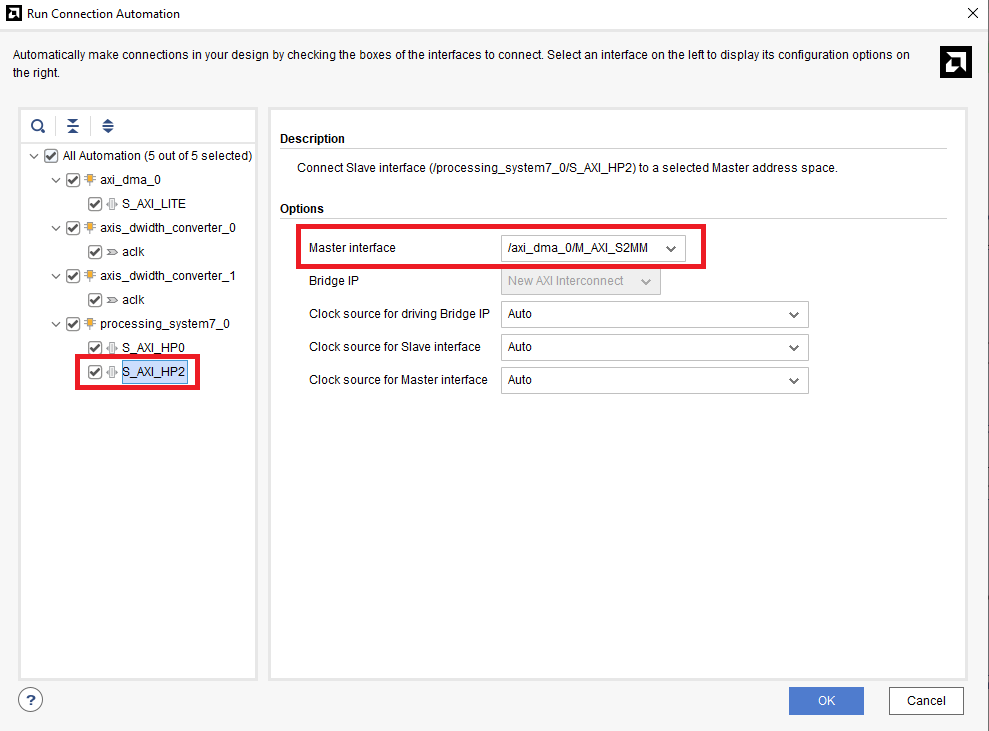 Run Connection Automation
Automatically make connections in your design by checking the boxes of the interfaces to connect. Select an interface on the left to display its configuration options on
the right.
All Automation (5 out of 5 selected)
axi_dma_0
S_AXI_LITE
axis_dwidth_converter_0
aclk
axis_dwidth_converter_1
aclk
processing_system7_0
S_AXI_HP0
S_AXI_HP2
Description
Connect Slave interface (/processing_system7_0/S_AXI_HP2) to a selected Master address space.
Options
Master interface /axi_dma_0/M_AXI_S2MM
Bridge IP New AXI Interconnect
Clock source for driving Bridge IP Auto
Clock source for Slave interface Auto
Clock source for Master interface Auto
?
OK
Cancel